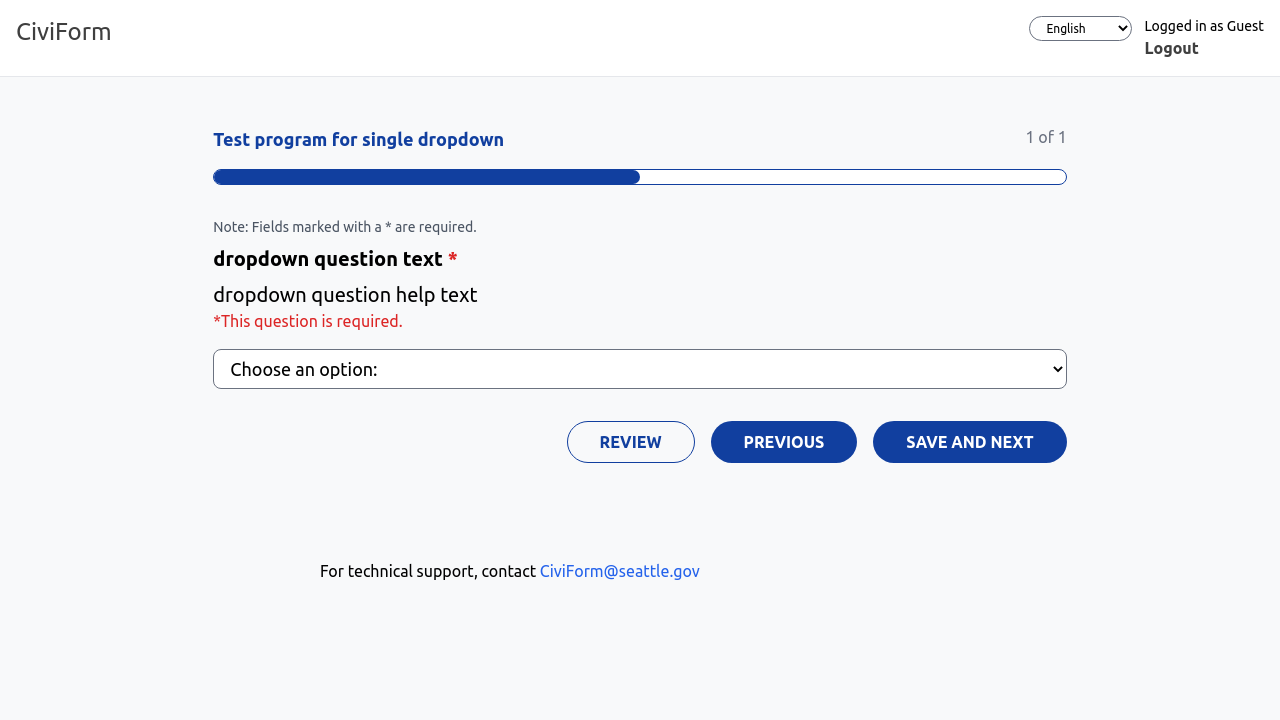 CiviForm
English
Logged in as Guest
Logout
Test program for single dropdown
1 of 1
Note: Fields marked with a * are required.
dropdown question text *
dropdown question help text
*This question is required.
Choose an option:
REVIEW
PREVIOUS
SAVE AND NEXT
For technical support, contact CiviForm@seattle.gov